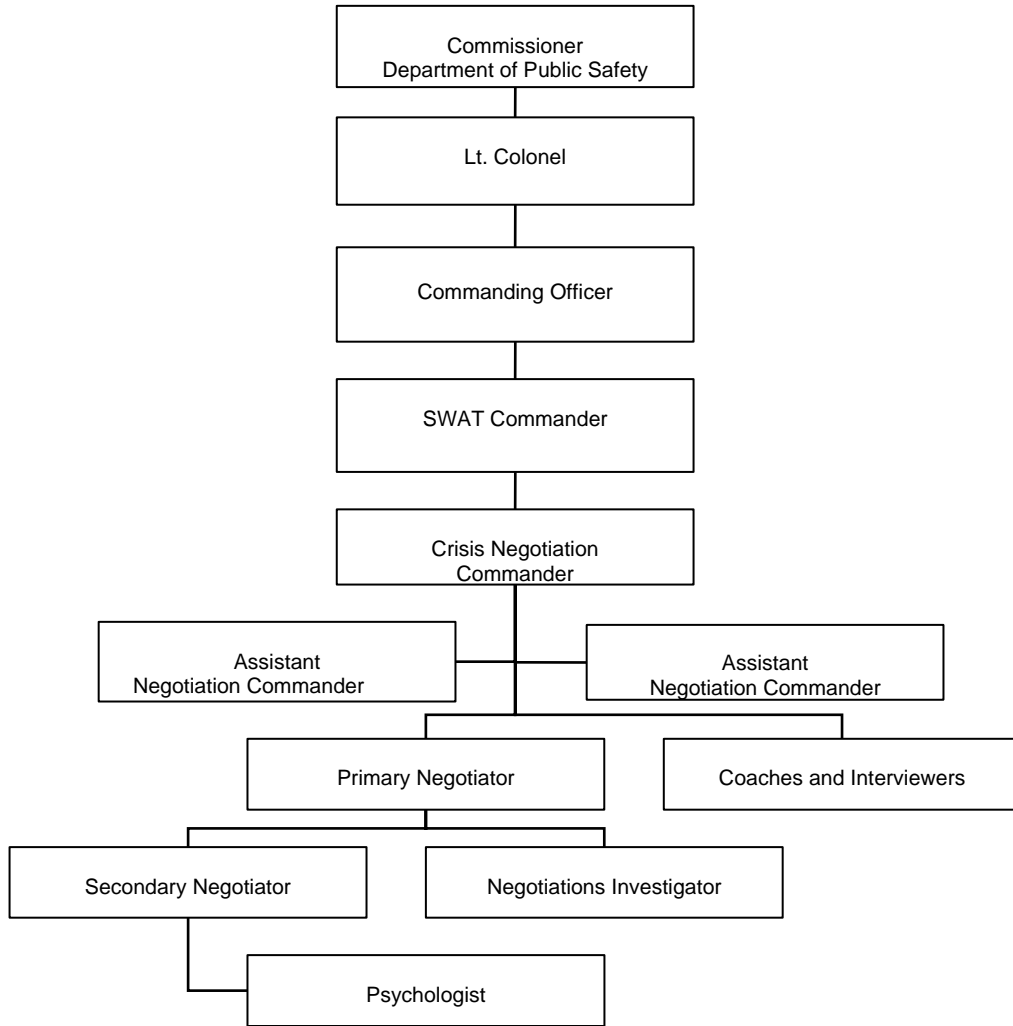 Commissioner
Department of Public Safety
Lt. Colonel
Commanding Officer
SWAT Commander
Crisis Negotiation
Commander
Assistant
Negotiation Commander
Assistant
Negotiation Commander
Primary Negotiator
Coaches and Interviewers
Secondary Negotiator
Negotiations Investigator
Psychologist